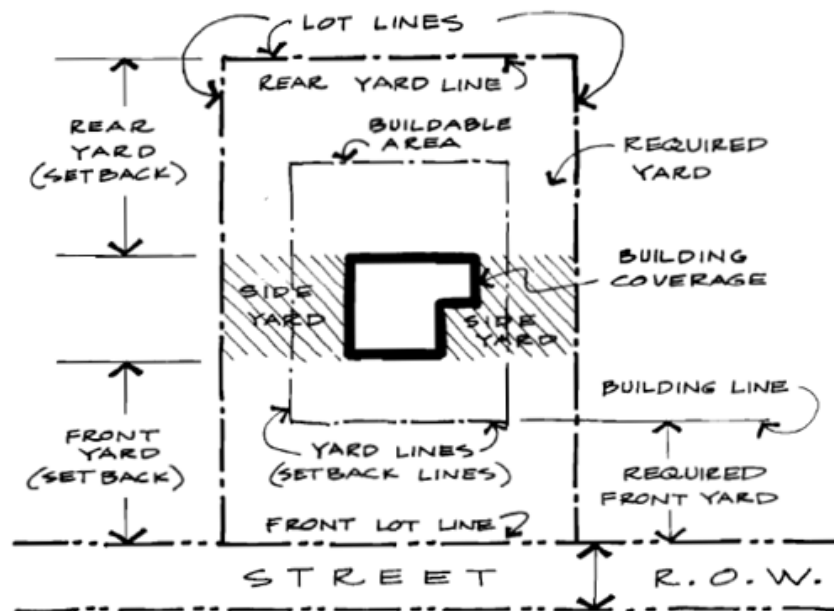 LOT LINES
REAR YARD LINE
REAR
YARD
(SETBACK)
BUILDABLE
AREA
REQUIRED
YARD
BUILDING
COVERAGE
SIDE
YARD
SIDE
YARD
BUILDING LINE
FRONT
YARD
(SETBACK)
YARD LINES
(SETBACK LINES)
REQUIRED
FRONT YARD
FRONT LOT LINE
STREET R.O.W.